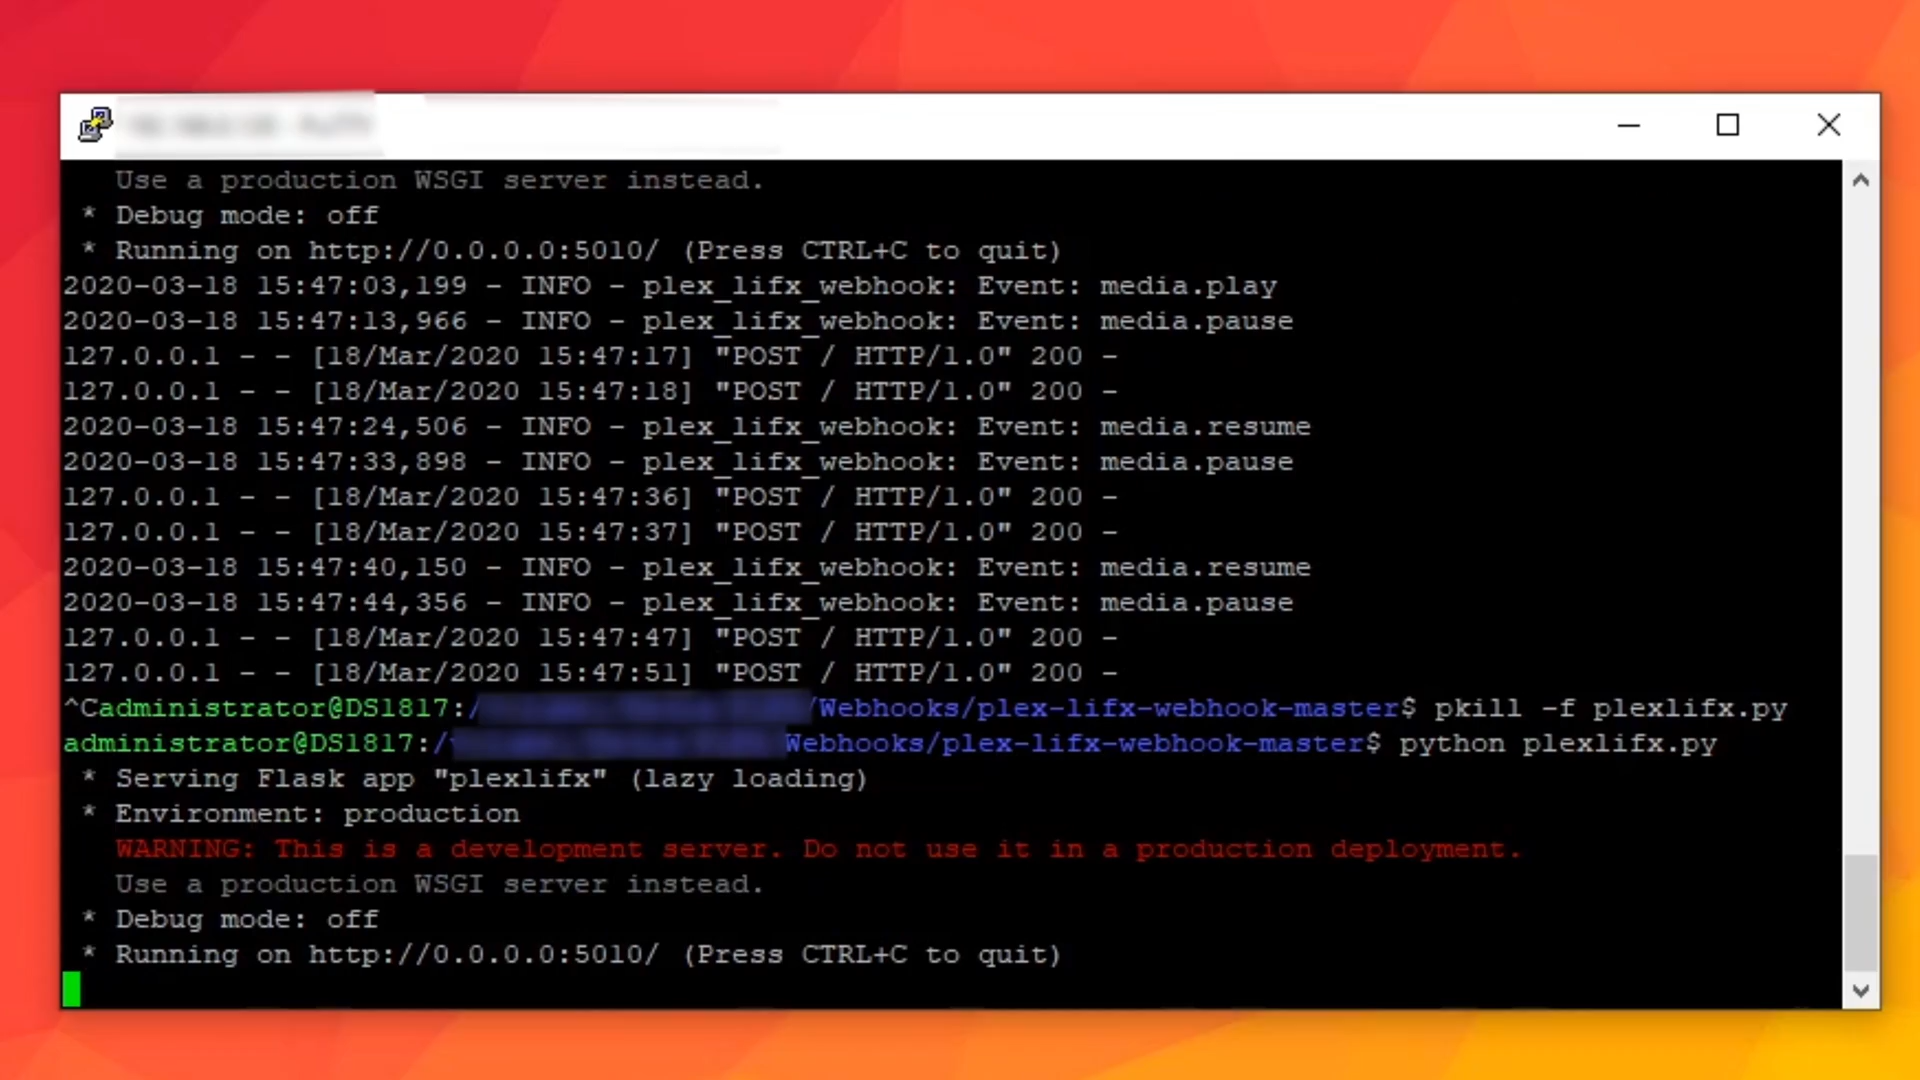 Use a production WSGI server instead.
* Debug mode: off
* Running on http://0.0.0.0:5010/ (Press CTRL+C to quit)
2020-03-18 15:47:03,199 - INFO - plex_lifx_webhook: Event: media.play
2020-03-18 15:47:13,966 - INFO - plex_lifx_webhook: Event: media.pause
127.0.0.1 - - [18/Mar/2020 15:47:17] "POST / HTTP/1.0" 200 -
127.0.0.1 - - [18/Mar/2020 15:47:18] "POST / HTTP/1.0" 200 -
2020-03-18 15:47:24,506 - INFO - plex_lifx_webhook: Event: media.resume
2020-03-18 15:47:33,898 - INFO - plex_lifx_webhook: Event: media.pause
127.0.0.1 - - [18/Mar/2020 15:47:36] "POST / HTTP/1.0" 200 -
127.0.0.1 - - [18/Mar/2020 15:47:37] "POST / HTTP/1.0" 200 -
2020-03-18 15:47:40,150 - INFO - plex_lifx_webhook: Event: media.resume
2020-03-18 15:47:44,356 - INFO - plex_lifx_webhook: Event: media.pause
127.0.0.1 - - [18/Mar/2020 15:47:47] "POST / HTTP/1.0" 200 -
127.0.0.1 - - [18/Mar/2020 15:47:51] "POST / HTTP/1.0" 200 -
^Cadministrator@DS1817:/ /Webhooks/plex-lifx-webhook-master$ pkill -f plexlifx.py
administrator@DS1817:/ Webhooks/plex-lifx-webhook-master$ python plexlifx.py
* Serving Flask app "plexlifx" (lazy loading)
* Environment: production
WARNING: This is a development server. Do not use it in a production deployment.
Use a production WSGI server instead.
* Debug mode: off
* Running on http://0.0.0.0:5010/ (Press CTRL+C to quit)